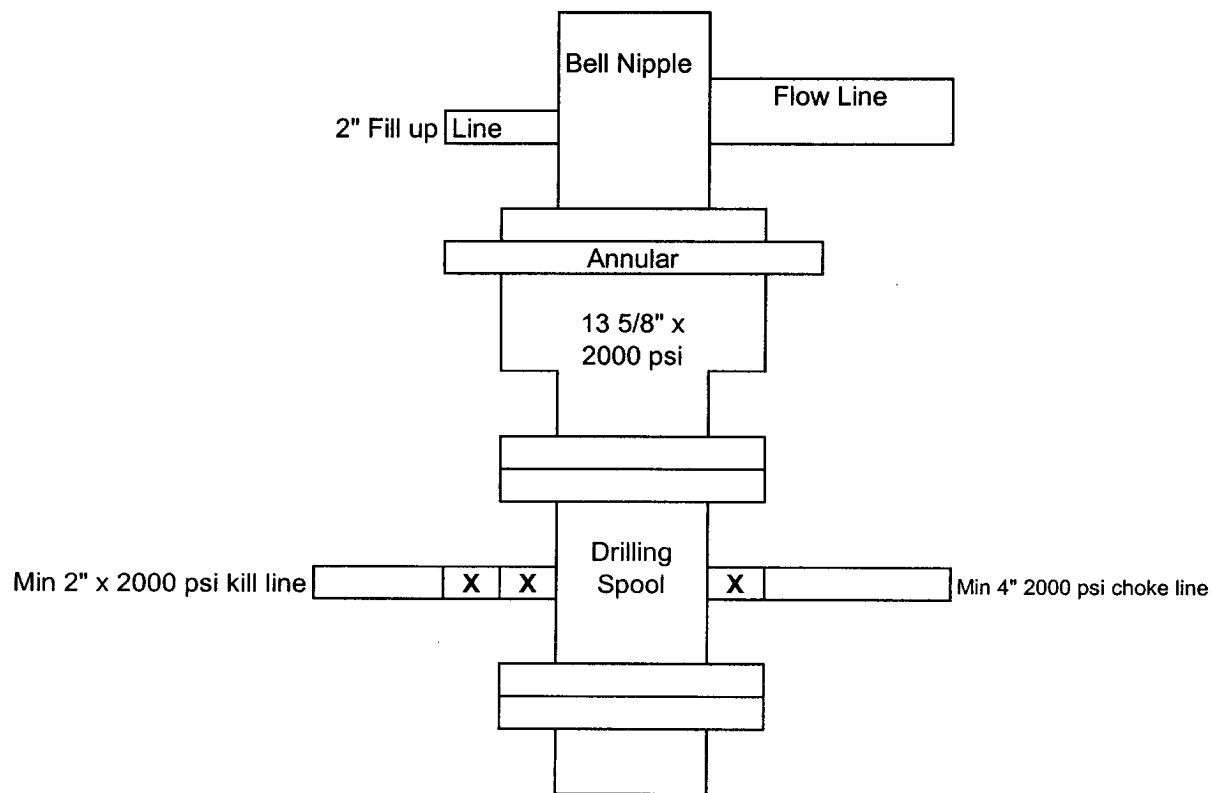 Bell Nipple
Flow Line
2" Fill up Line
Annular
13 5/8" x
2000 psi
Drilling
Spool
Min 2" x 2000 psi kill line
X X
X
Min 4" 2000 psi choke line